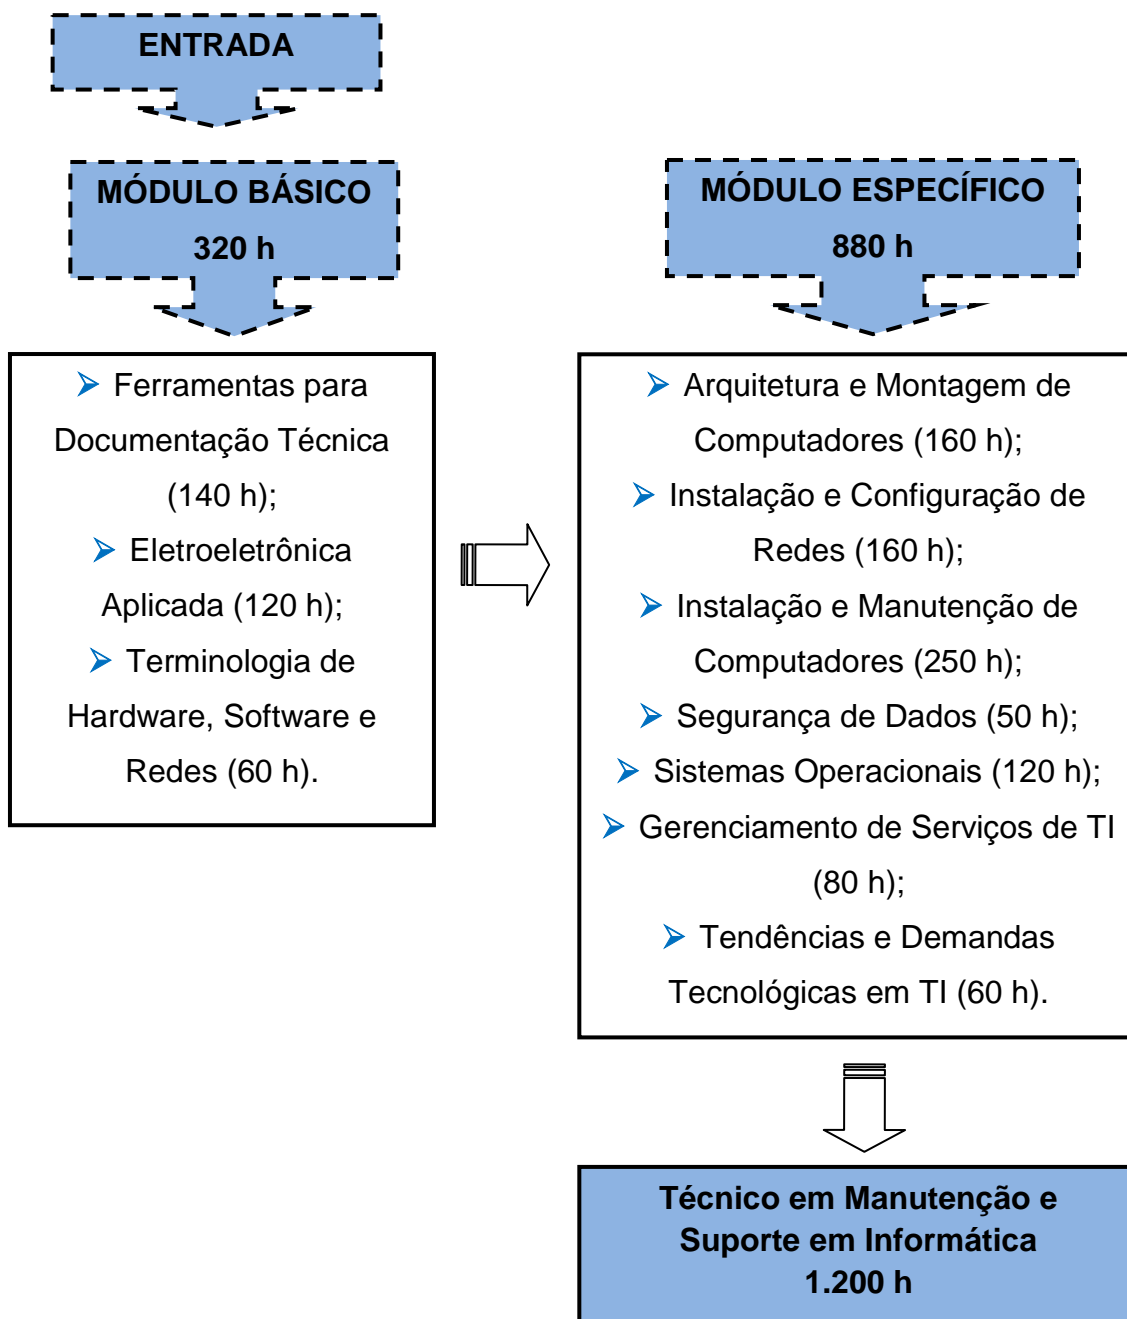 ENTRADA
MÓDULO BÁSICO
320 h
➢ Ferramentas para
Documentação Técnica
(140 h);
➢ Eletroeletrônica
Aplicada (120 h);
➢ Terminologia de
Hardware, Software e
Redes (60 h).
MÓDULO ESPECÍFICO
880 h
➢ Arquitetura e Montagem de
Computadores (160 h);
➢ Instalação e Configuração de
Redes (160 h);
➢ Instalação e Manutenção de
Computadores (250 h);
➢ Segurança de Dados (50 h);
➢ Sistemas Operacionais (120 h);
➢ Gerenciamento de Serviços de TI
(80 h);
➢ Tendências e Demandas
Tecnológicas em TI (60 h).
Técnico em Manutenção e
Suporte em Informática
1.200 h